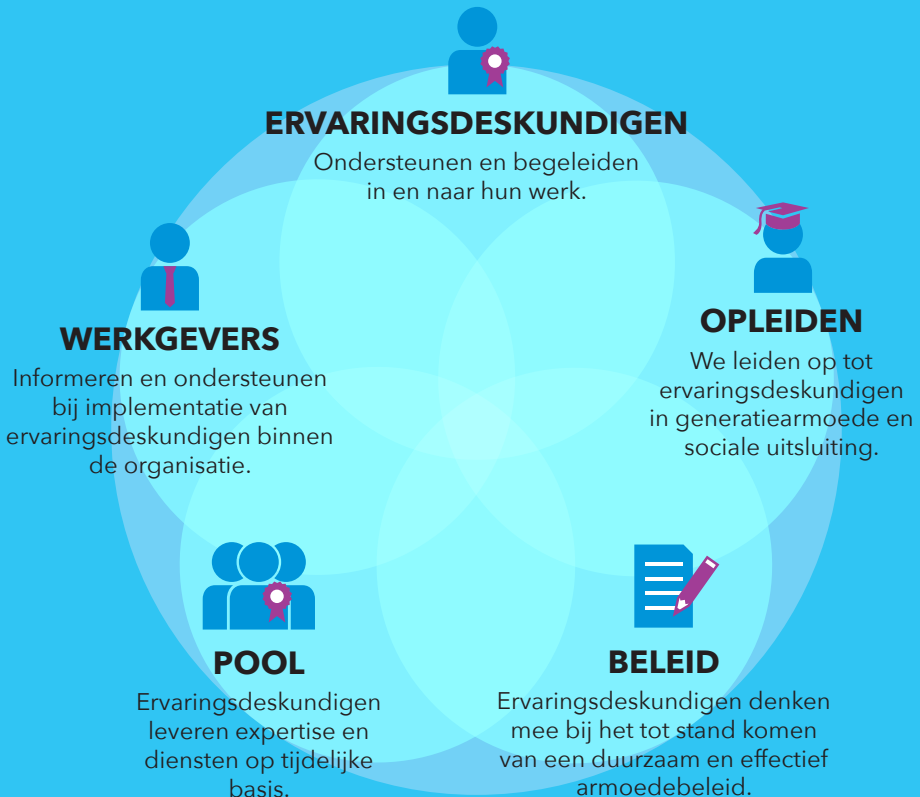 ERVARINGSDESKUNDIGEN
Ondersteunen en begeleiden
in en naar hun werk.
WERKGEVERS
Informeren en ondersteunen
bij implementatie van
ervaringsdeskundigen binnen
de organisatie.
OPLEIDEN
We leiden op tot
ervaringsdeskundigen
in generatiearmoede en
sociale uitsluiting.
POOL
Ervaringsdeskundigen
leveren expertise en
diensten op tijdelijke
basis.
BELEID
Ervaringsdeskundigen denken
mee bij het tot stand komen
van een duurzaam en effectief
armoedebeleid.